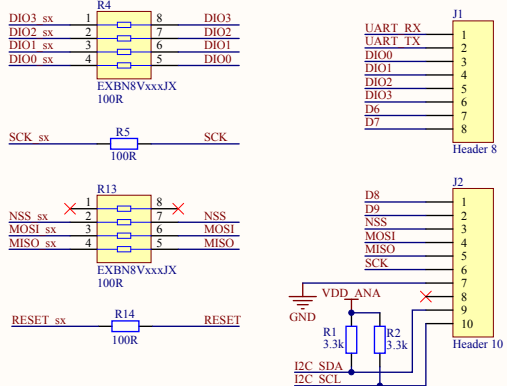 R4
DIO3_sx 1 8 DIO3
DIO2_sx 2 7 DIO2
DIO1_sx 3 6 DIO1
DIO0_sx 4 5 DIO0
EXBN8VxxxJX
100R
SCK_sx R5 SCK
100R
R13
1 8
NSS_sx 2 7 NSS
MOSI_sx 3 6 MOSI
MISO_sx 4 5 MISO
EXBN8VxxxJX
100R
RESET_sx R14 RESET
100R
J1
UART_RX 1
UART_TX 2
DIO0 3
DIO1 4
DIO2 5
DIO3 6
D6 7
D7 8
Header 8
J2
D8 1
D9 2
NSS 3
MOSI 4
MISO 5
SCK 6
7
8
9
10
Header 10
GND
VDD_ANA
R1
3.3k
R2
3.3k
I2C_SDA
I2C_SCL